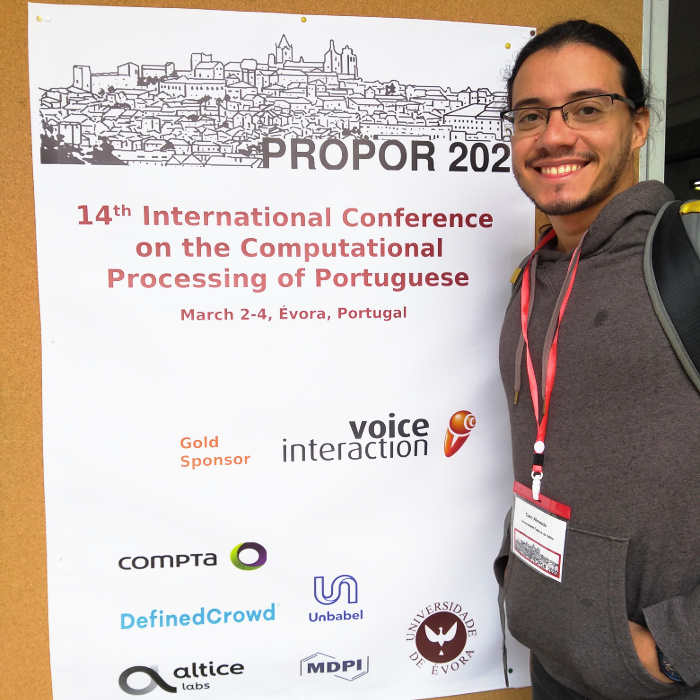 PROPOR 202
14th International Conference
on the Computational
Processing of Portuguese
March 2-4, Évora, Portugal
Gold
Sponsor
voice
interaction
COMPTA
DefinedCrowd
Unbabel
altice
labs
MDPI
UNIVERSIDADE
DE ÉVORA